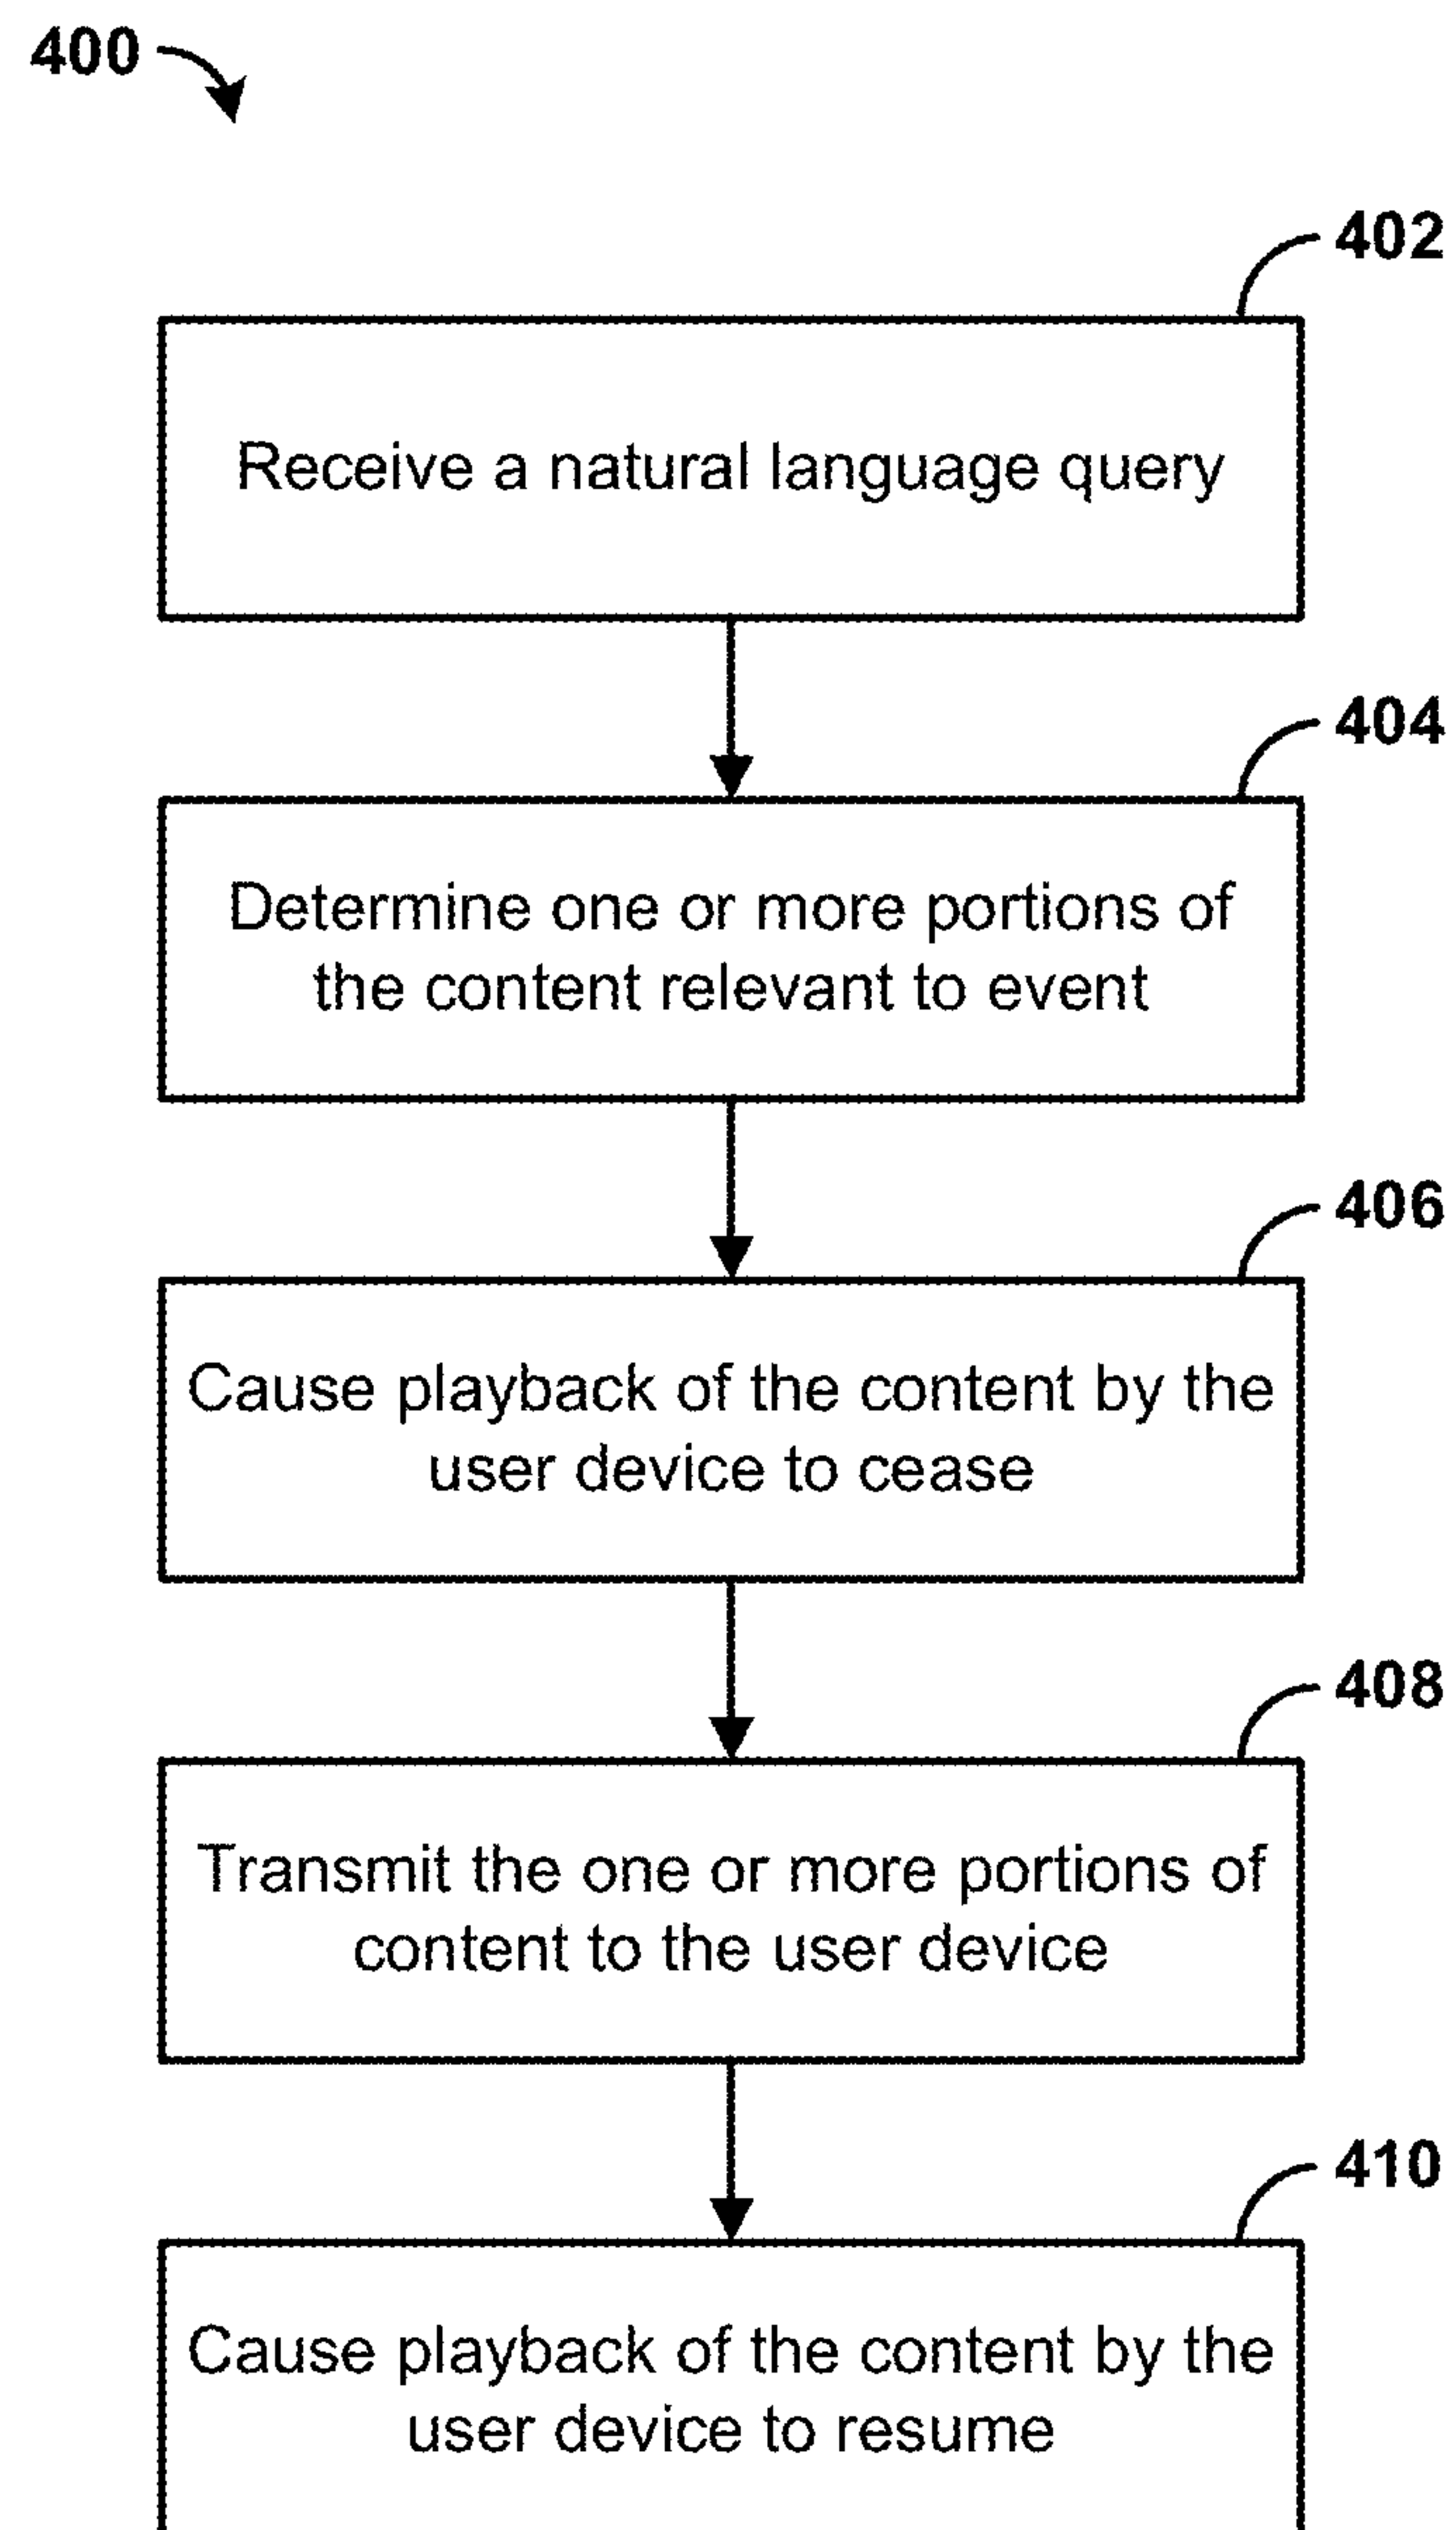 400
402
Receive a natural language query
404
Determine one or more portions of
the content relevant to event
406
Cause playback of the content by the
user device to cease
408
Transmit the one or more portions of
content to the user device
410
Cause playback of the content by the
user device to resume